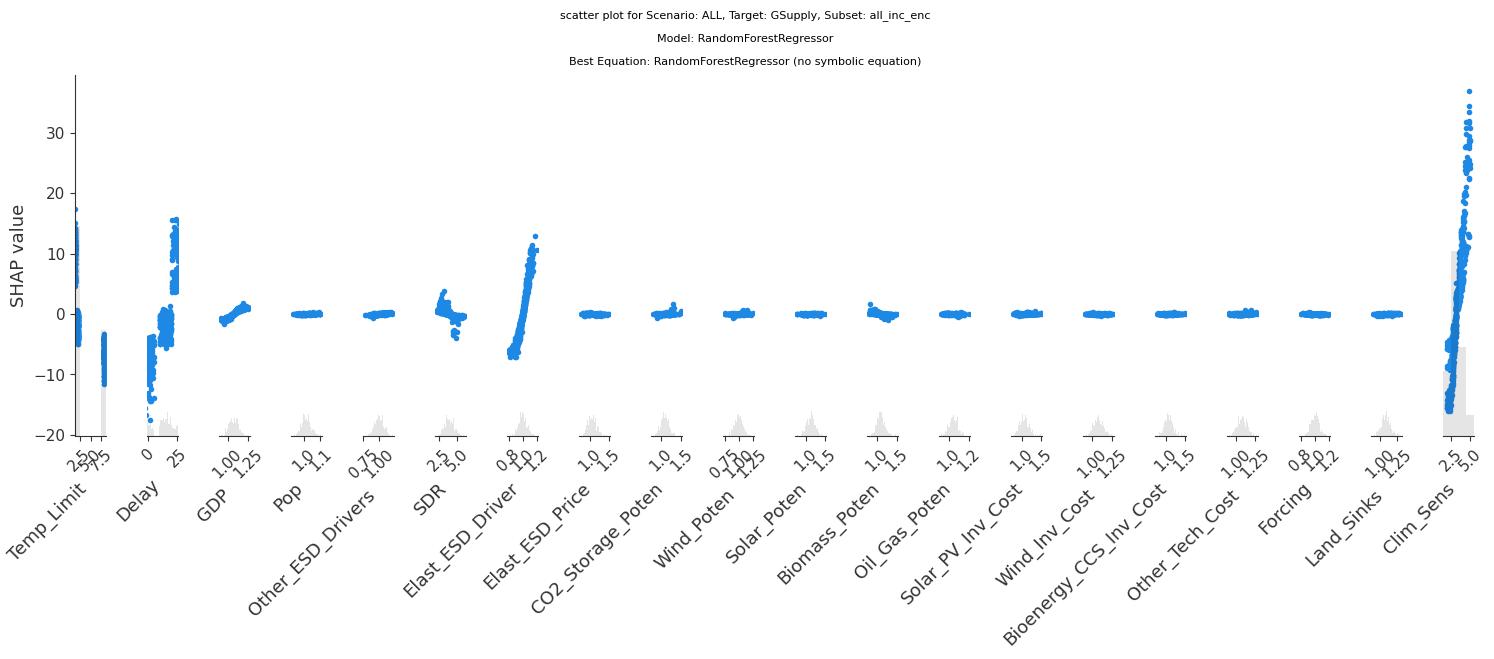 scatter plot for Scenario: ALL, Target: GSupply, Subset: all_inc_enc
Model: RandomForestRegressor
Best Equation: RandomForestRegressor (no symbolic equation)
SHAP value
30
20
10
0
−10
−20
2.5 5.0 7.5
0 25
1.00 1.25
1.0 1.1
0.75 1.00
2.5 5.0
0.8 1.0 1.2
1.0 1.5
1.0 1.5
0.75 1.00 1.25
1.0 1.5
1.0 1.5
1.0 1.2
1.0 1.5
1.00 1.25
1.0 1.5
1.00 1.25
0.8 1.0 1.2
1.00 1.25
2.5 5.0
Temp_Limit
Delay
GDP
Pop
Other_ESD_Drivers
SDR
Elast_ESD_Driver
Elast_ESD_Price
CO2_Storage_Poten
Wind_Poten
Solar_Poten
Biomass_Poten
Oil_Gas_Poten
Solar_PV_Inv_Cost
Wind_Inv_Cost
Bioenergy_CCS_Inv_Cost
Other_Tech_Cost
Forcing
Land_Sinks
Clim_Sens